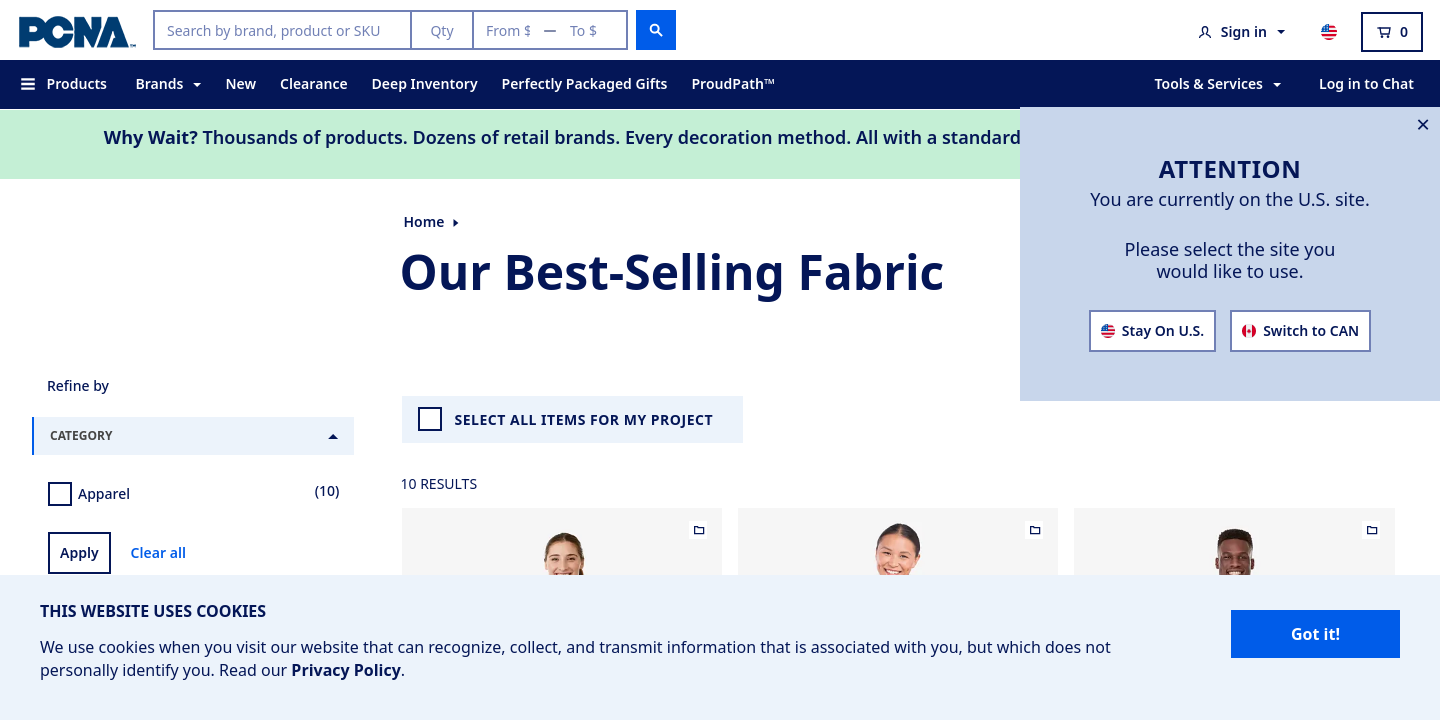 PCNA™
Search by brand, product or SKU
Qty
From $ — To $
Sign in
0
Products
Brands
New
Clearance
Deep Inventory
Perfectly Packaged Gifts
ProudPath™
Tools & Services
Log in to Chat
Why Wait? Thousands of products. Dozens of retail brands. Every decoration method. All with a standard
ATTENTION
You are currently on the U.S. site.
Please select the site you
would like to use.
Stay On U.S.
Switch to CAN
Home
Our Best-Selling Fabric
Refine by
CATEGORY
Apparel
(10)
Apply
Clear all
SELECT ALL ITEMS FOR MY PROJECT
10 RESULTS
THIS WEBSITE USES COOKIES
We use cookies when you visit our website that can recognize, collect, and transmit information that is associated with you, but which does not
personally identify you. Read our Privacy Policy.
Got it!